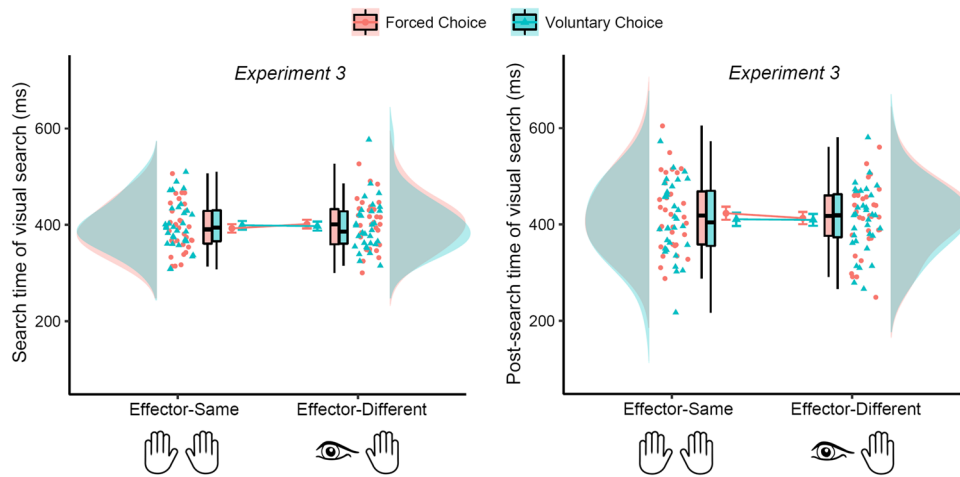 Forced Choice
Voluntary Choice
Experiment 3
Search time of visual search (ms)
600
400
200
Effector-Same
Effector-Different
Experiment 3
Post-search time of visual search (ms)
600
400
200
Effector-Same
Effector-Different